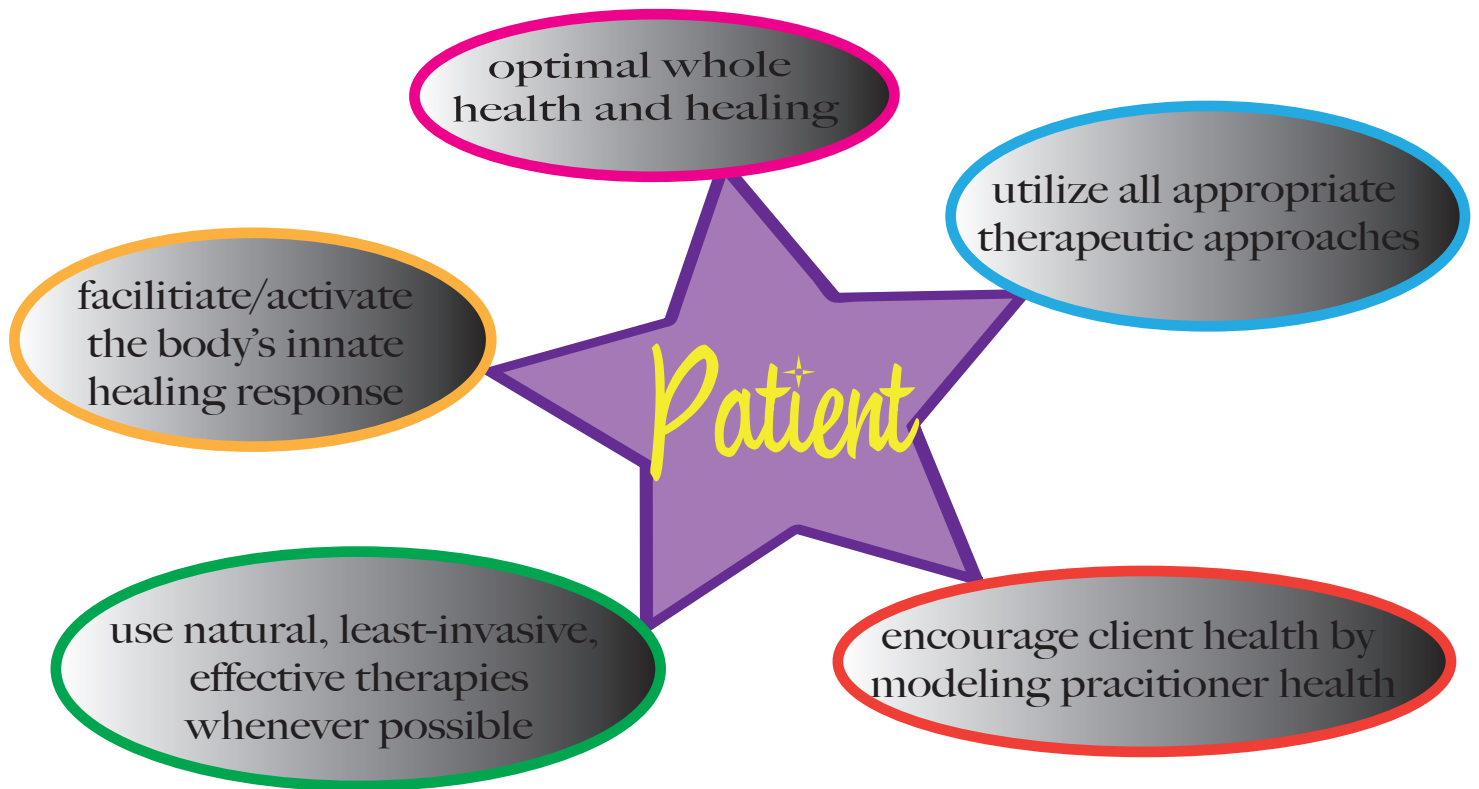 optimal whole
health and healing
utilize all appropriate
therapeutic approaches
facilitiate/activate
the body's innate
healing response
Patient
use natural, least-invasive,
effective therapies
whenever possible
encourage client health by
modeling pracitioner health